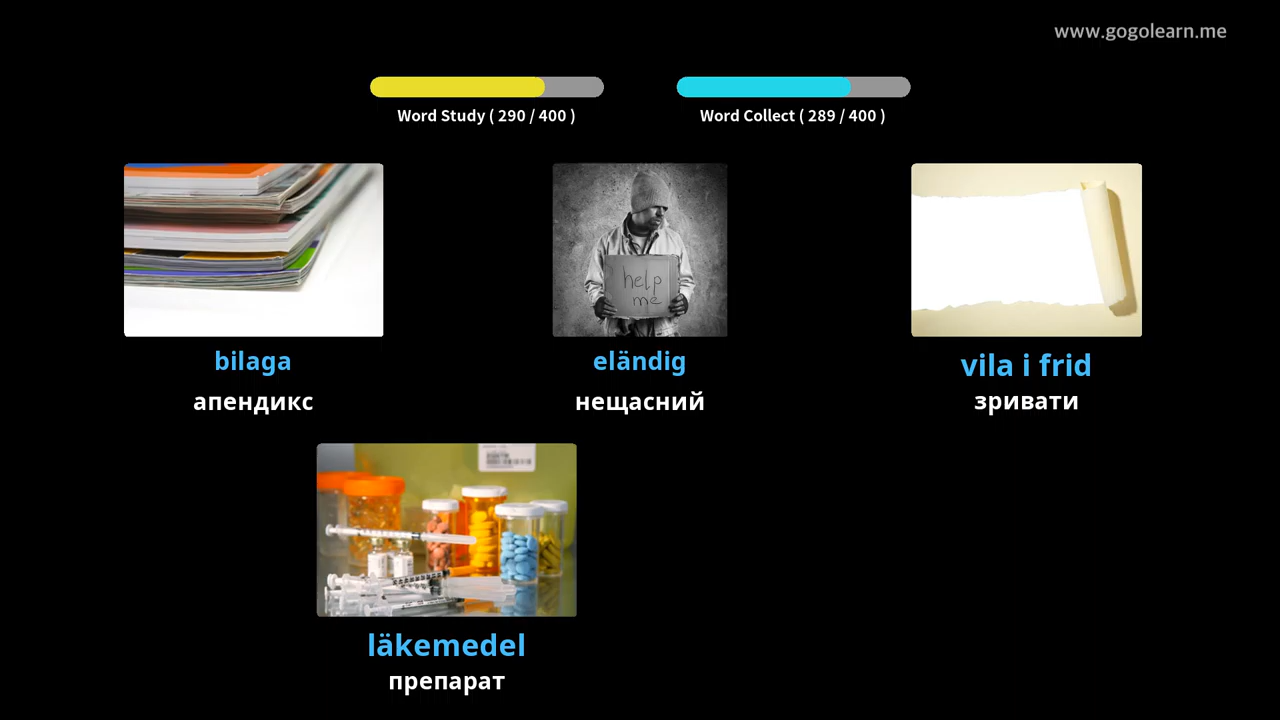 www.gogolearn.me
Word Study ( 290 / 400 )
Word Collect ( 289 / 400 )
help
me
bilaga
апендикс
eländig
нещасний
vila i frid
зривати
läkemedel
препарат